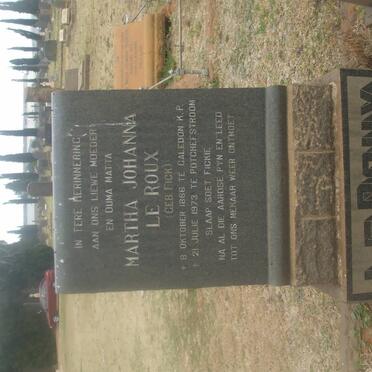 IN TERE HERINNERING
AAN ONS LIEWE MOEDER
EN OUMA MATTA
MARTHA JOHANNA
LE ROUX
(GEB FICK)
* 8 OKTOBER 1886 TE CALEDON K.P.
+ 21 JULIE 1973 TE POTCHEFSTROOM
SLAAP SOET FICKIE
NA AL DIE AARDSE PYN EN LEED
TOT ONS MEKAAR WEER ONTMOET
LE ROUX